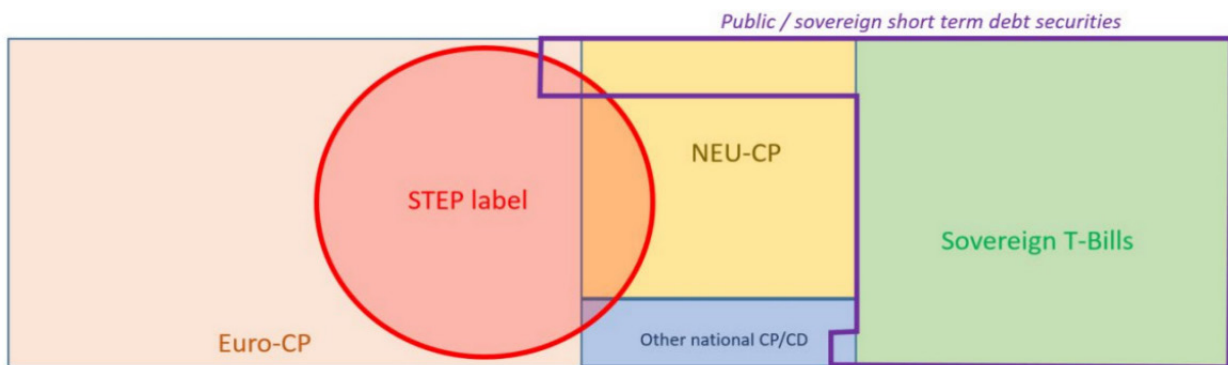 Public / sovereign short term debt securities
NEU-CP
STEP label
Sovereign T-Bills
Euro-CP
Other national CP/CD